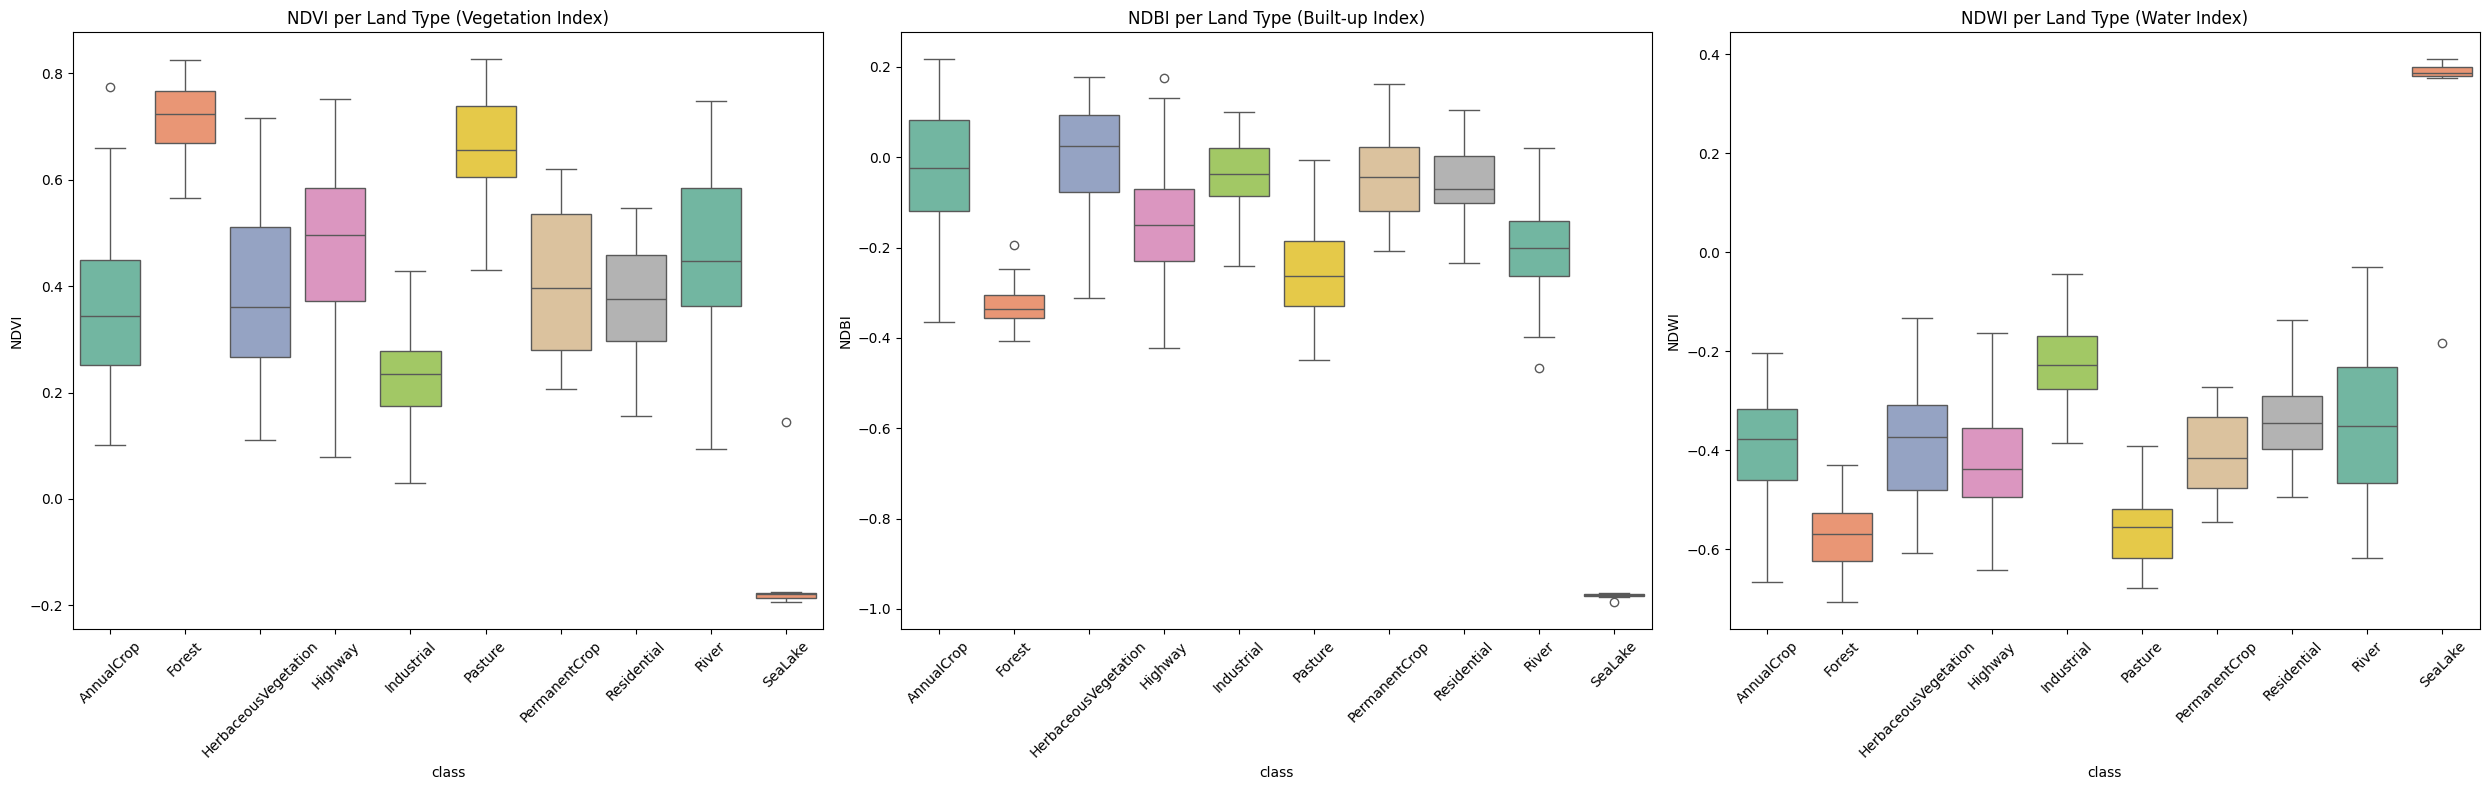 NDVI per Land Type (Vegetation Index)
NDVI
0.8
0.6
0.4
0.2
0.0
−0.2
AnnualCrop
Forest
HerbaceousVegetation
Highway
Industrial
Pasture
PermanentCrop
Residential
River
SeaLake
class
NDBI per Land Type (Built-up Index)
NDBI
0.2
0.0
−0.2
−0.4
−0.6
−0.8
−1.0
AnnualCrop
Forest
HerbaceousVegetation
Highway
Industrial
Pasture
PermanentCrop
Residential
River
SeaLake
class
NDWI per Land Type (Water Index)
NDWI
0.4
0.2
0.0
−0.2
−0.4
−0.6
AnnualCrop
Forest
HerbaceousVegetation
Highway
Industrial
Pasture
PermanentCrop
Residential
River
SeaLake
class